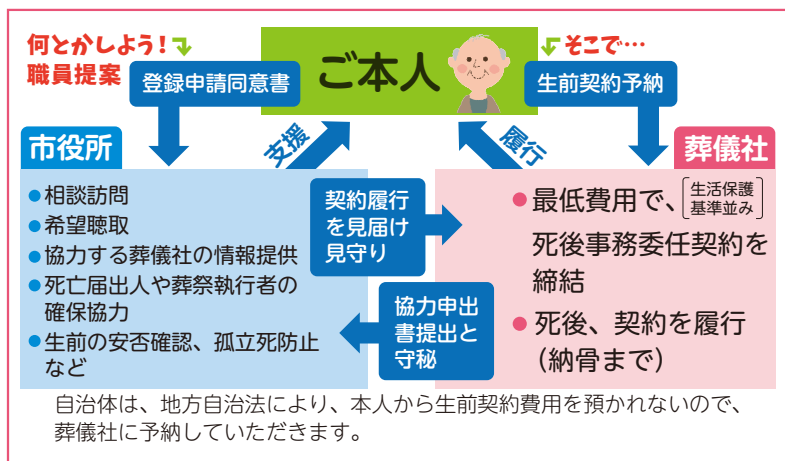 何とかしよう！
職員提案
ご本人
そこで…
登録申請同意書
生前契約予納
市役所
支援
履行
葬儀社
●相談訪問
●希望聴取
●協力する葬儀社の情報提供
●死亡届出人や葬祭執行者の
確保協力
●生前の安否確認、孤立死防止
など
契約履行
を見届け
見守り
協力申出
書提出と
守秘
●最低費用で、[生活保護
基準並み]
死後事務委任契約を
締結
●死後、契約を履行
（納骨まで）
自治体は、地方自治法により、本人から生前契約費用を預かれないので、
葬儀社に予納していただきます。